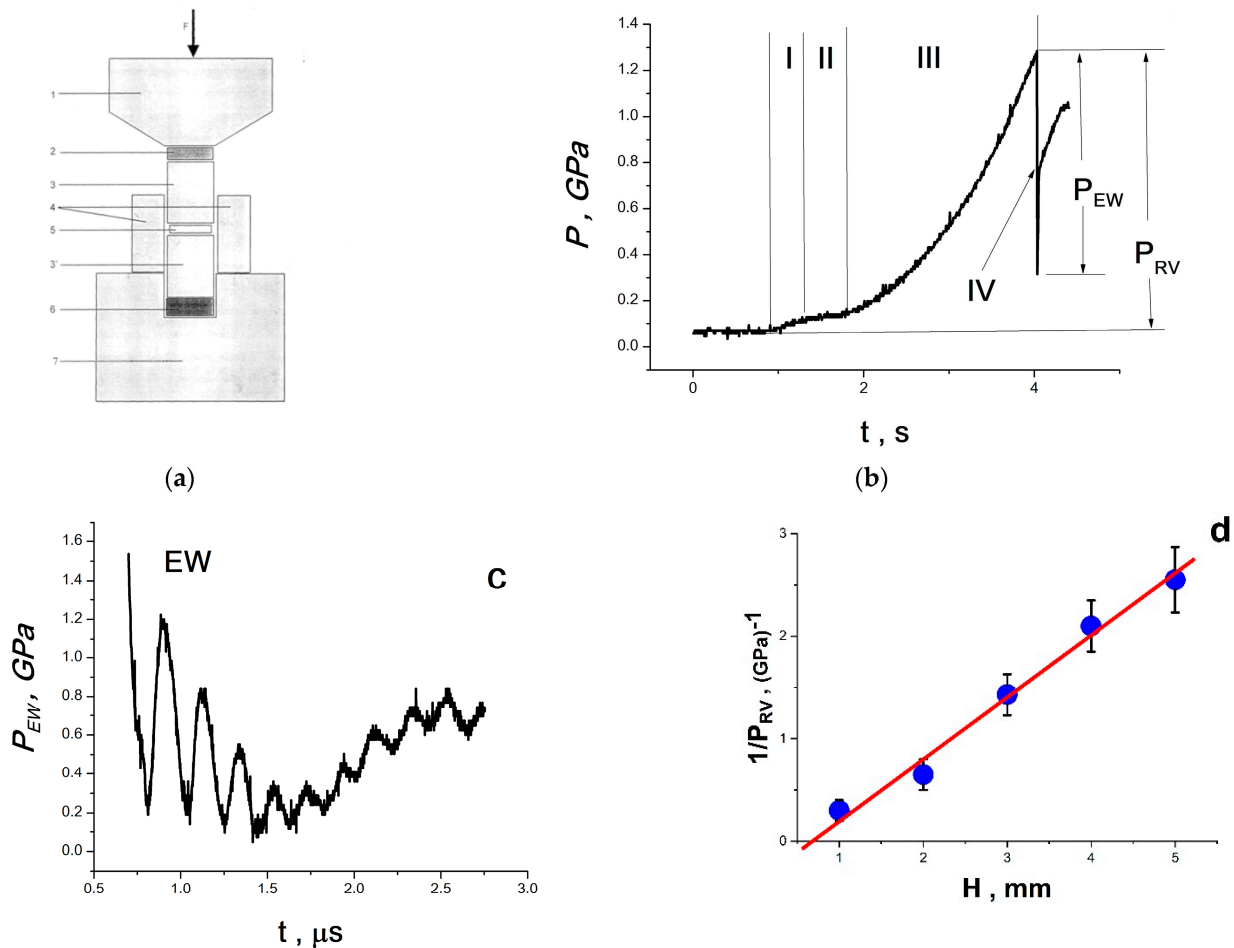 F
1
2
3
4
5
3'
6
7
(a)
P , GPa
1.4
1.2
1.0
0.8
0.6
0.4
0.2
0.0
I II III
IV
P_EW
P_RV
0 2 4
t , s
(b)
P_EW, GPa
1.6
1.4
1.2
1.0
0.8
0.6
0.4
0.2
0.0
EW
c
0.5 1.0 1.5 2.0 2.5 3.0
t , μs
1/P_RV , (GPa)^-1
3
2
1
0
d
1 2 3 4 5
H , mm